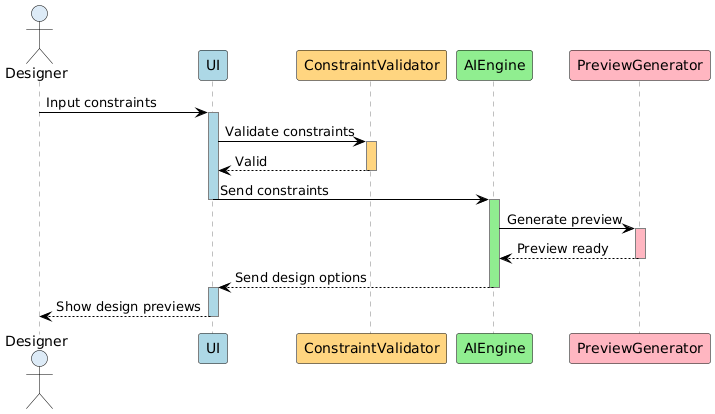 Designer
UI
ConstraintValidator
AIEngine
PreviewGenerator
Input constraints
Validate constraints
Valid
Send constraints
Generate preview
Preview ready
Send design options
Show design previews
Designer
UI
ConstraintValidator
AIEngine
PreviewGenerator